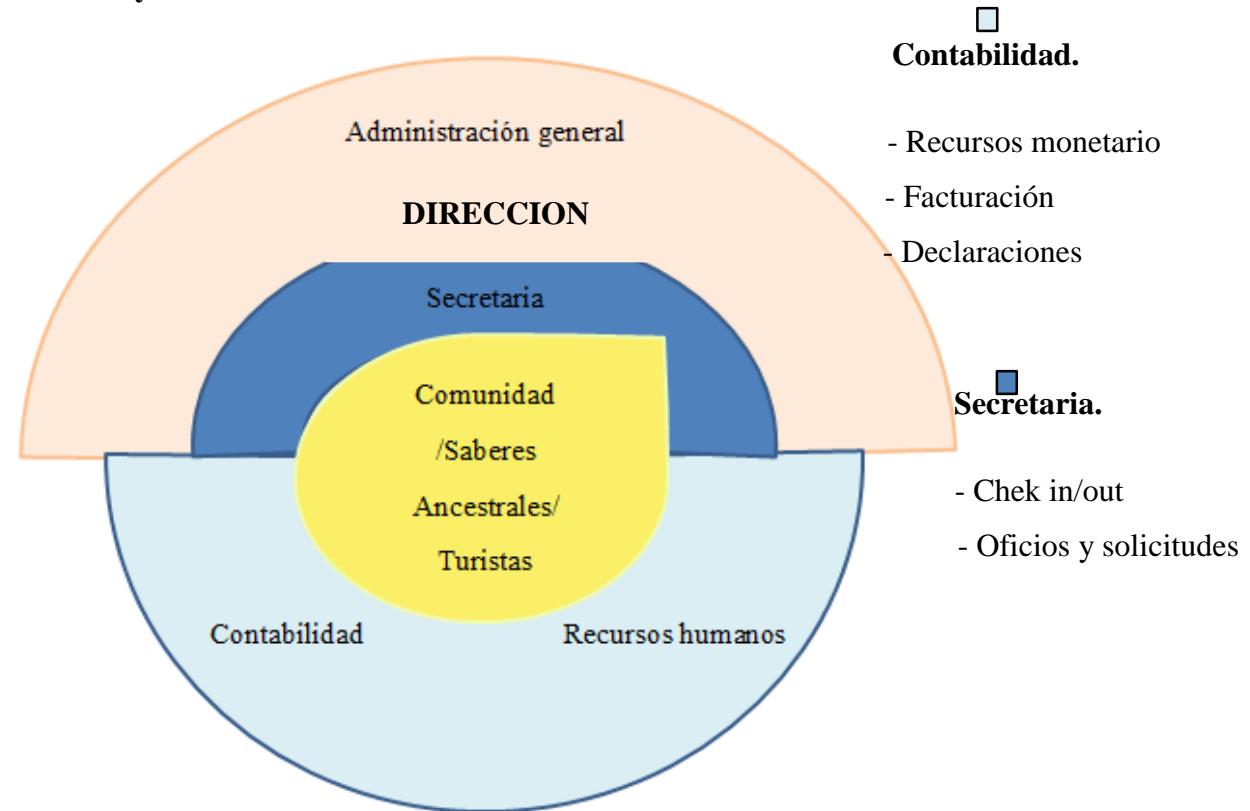 Contabilidad.
- Recursos monetario
- Facturación
- Declaraciones
Administración general
DIRECCION
Secretaria
Comunidad
/Saberes
Ancestrales/
Turistas
Contabilidad
Recursos humanos
Secretaria.
- Chek in/out
- Oficios y solicitudes